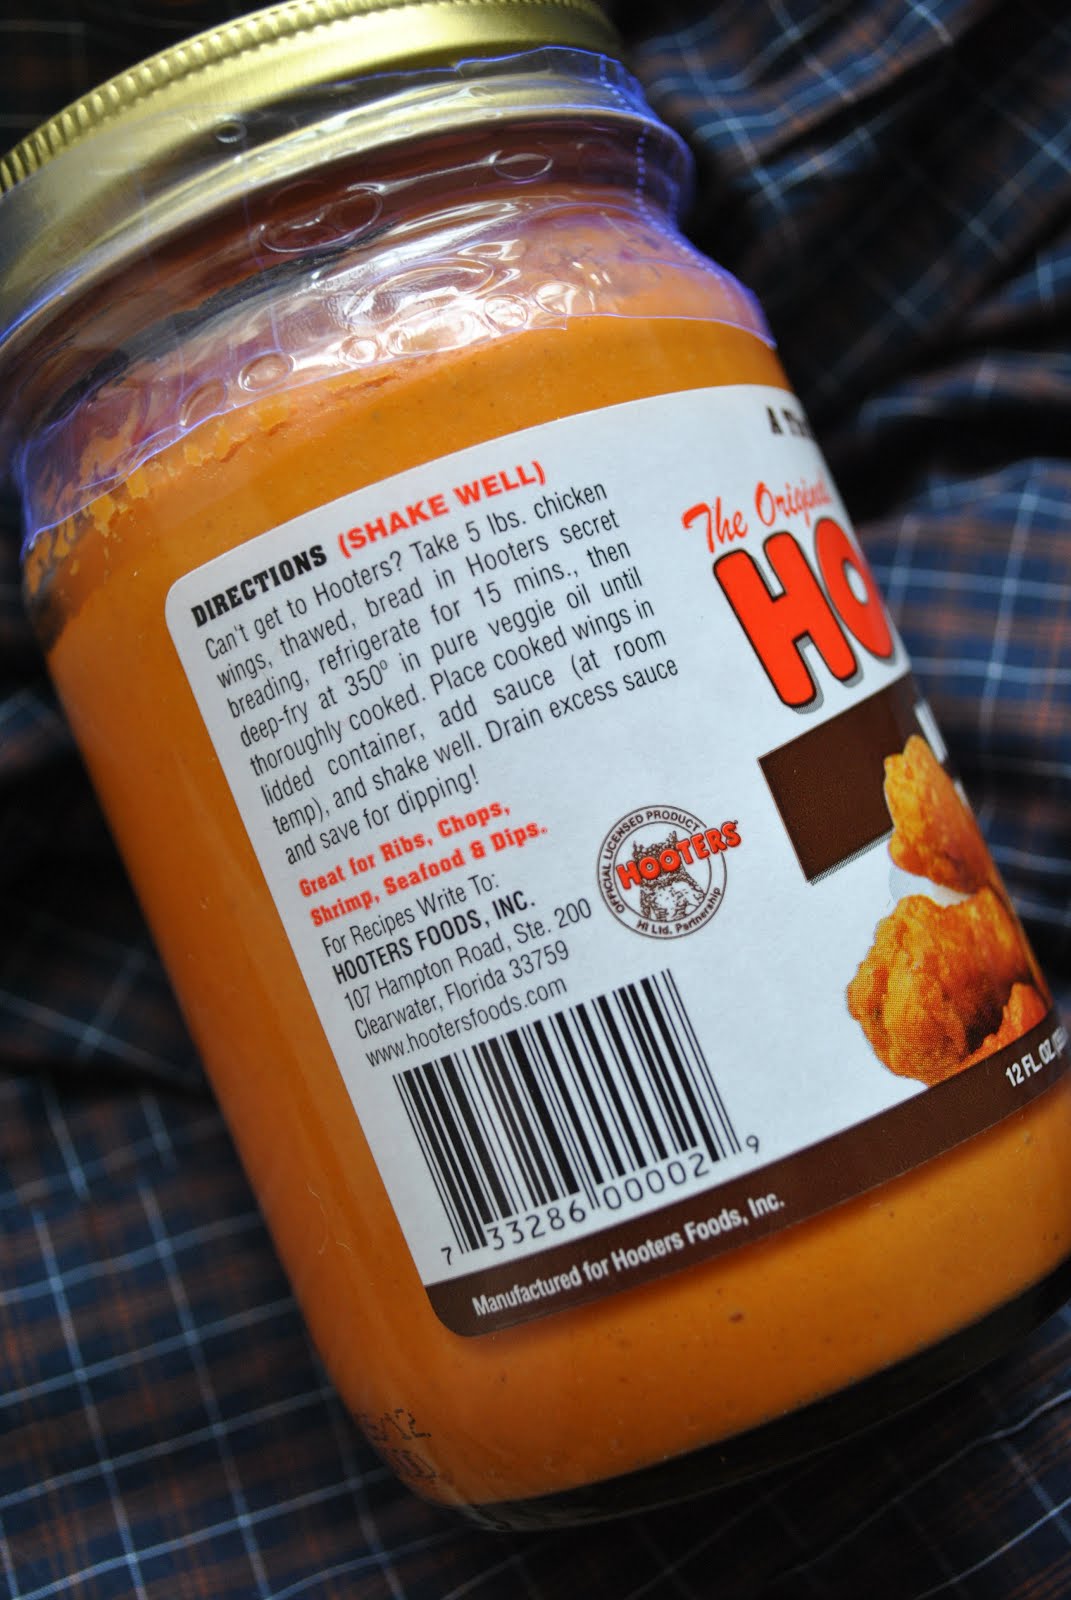 DIRECTIONS (SHAKE WELL)
Can't get to Hooters? Take 5 lbs. chicken
wings, thawed, bread in Hooters secret
breading, refrigerate for 15 mins., then
deep-fry at 350º in pure veggie oil until
thoroughly cooked. Place cooked wings in
lidded container, add sauce (at room
temp), and shake well. Drain excess sauce
and save for dipping!
Great for Ribs, Chops,
Shrimp, Seafood & Dips.
For Recipes Write To:
HOOTERS FOODS, INC.
107 Hampton Road, Ste. 200
Clearwater, Florida 33759
www.hootersfoods.com
OFFICIAL LICENSED PRODUCT
HOOTERS
HI Ltd. Partnership
7 33286 00002 9
Manufactured for Hooters Foods, Inc.
A
The Original
HO
12 FL. OZ.